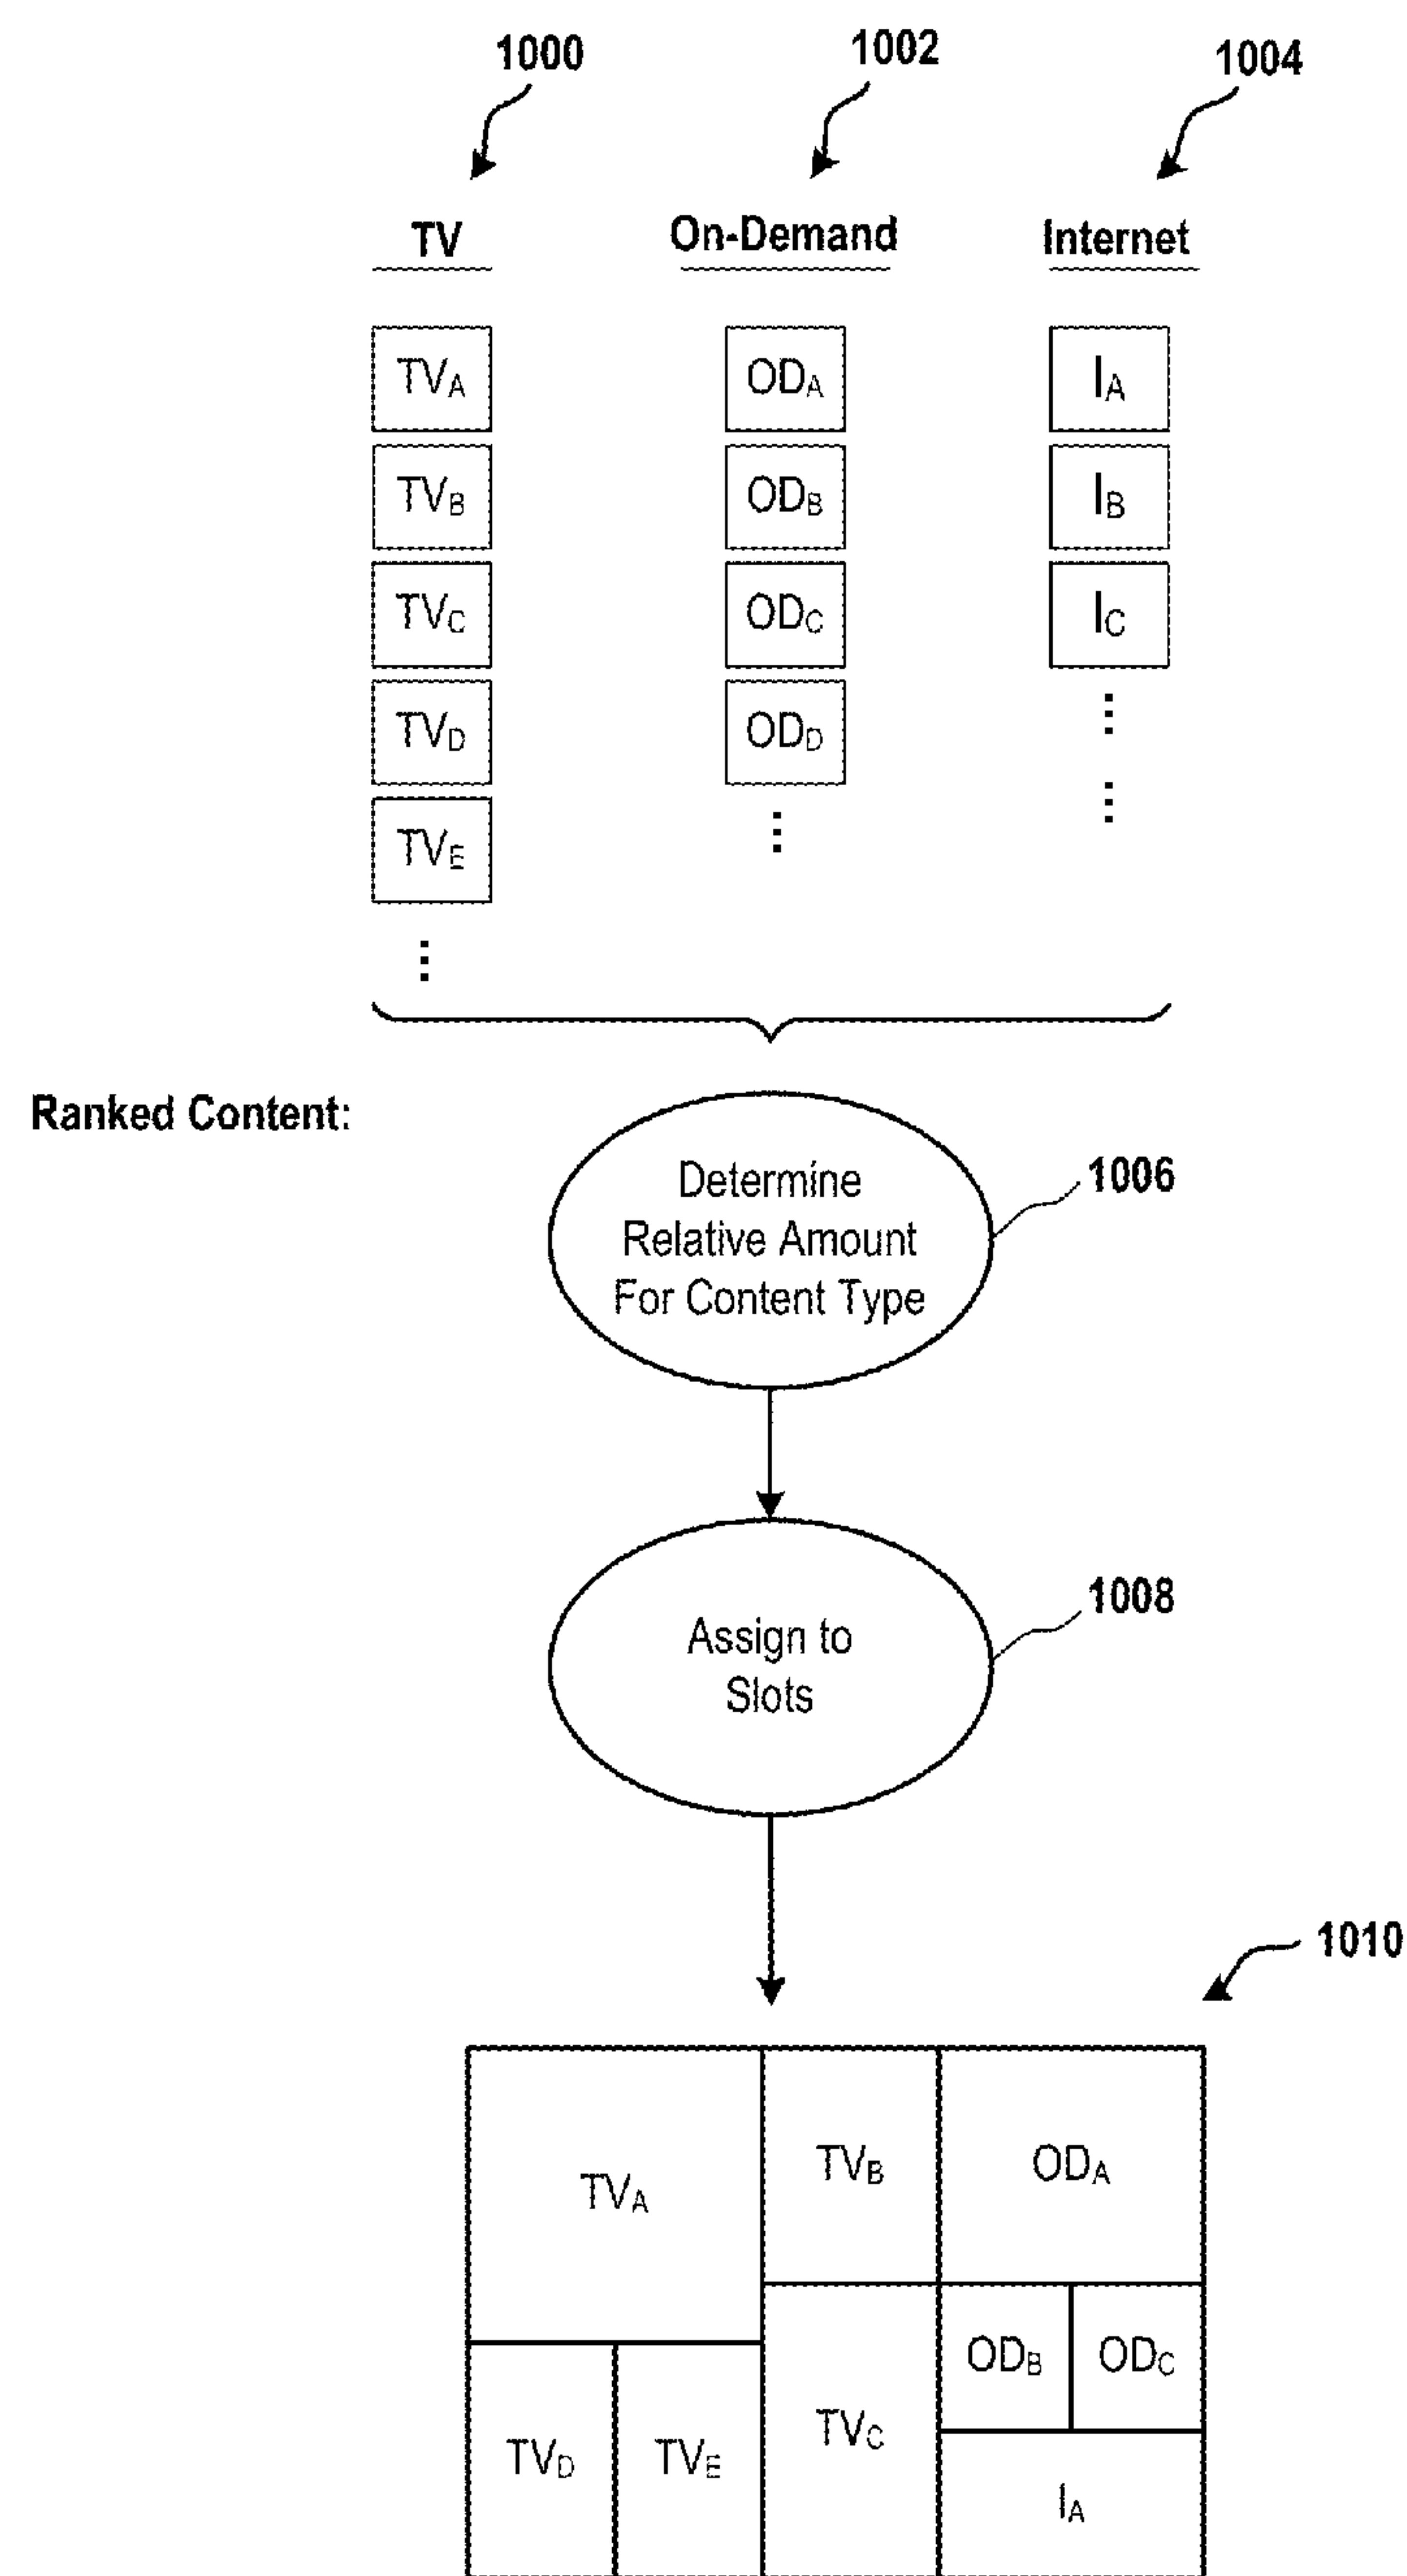 1000 1002 1004
TV On-Demand Internet
TVA ODA IA
TVB ODB IB
TVC ODC IC
TVD ODD
TVE
Ranked Content:
Determine
Relative Amount
For Content Type
1006
Assign to
Slots
1008
1010
TVA TVB ODA
ODB ODC
TVD TVE TVC
IA